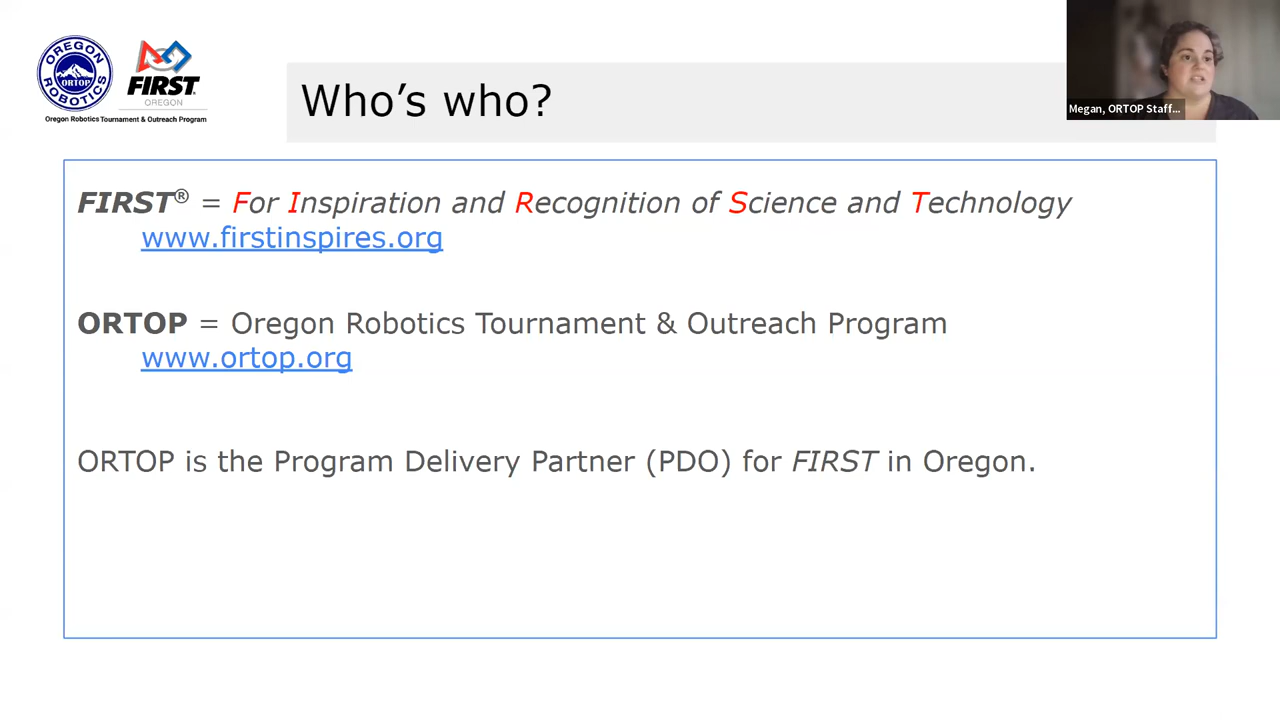 OREGON ROBOTICS
ORTOP
FIRST®
OREGON
Oregon Robotics Tournament & Outreach Program
Who's who?
Megan, ORTOP Staff...
FIRST® = For Inspiration and Recognition of Science and Technology
www.firstinspires.org
ORTOP = Oregon Robotics Tournament & Outreach Program
www.ortop.org
ORTOP is the Program Delivery Partner (PDO) for FIRST in Oregon.